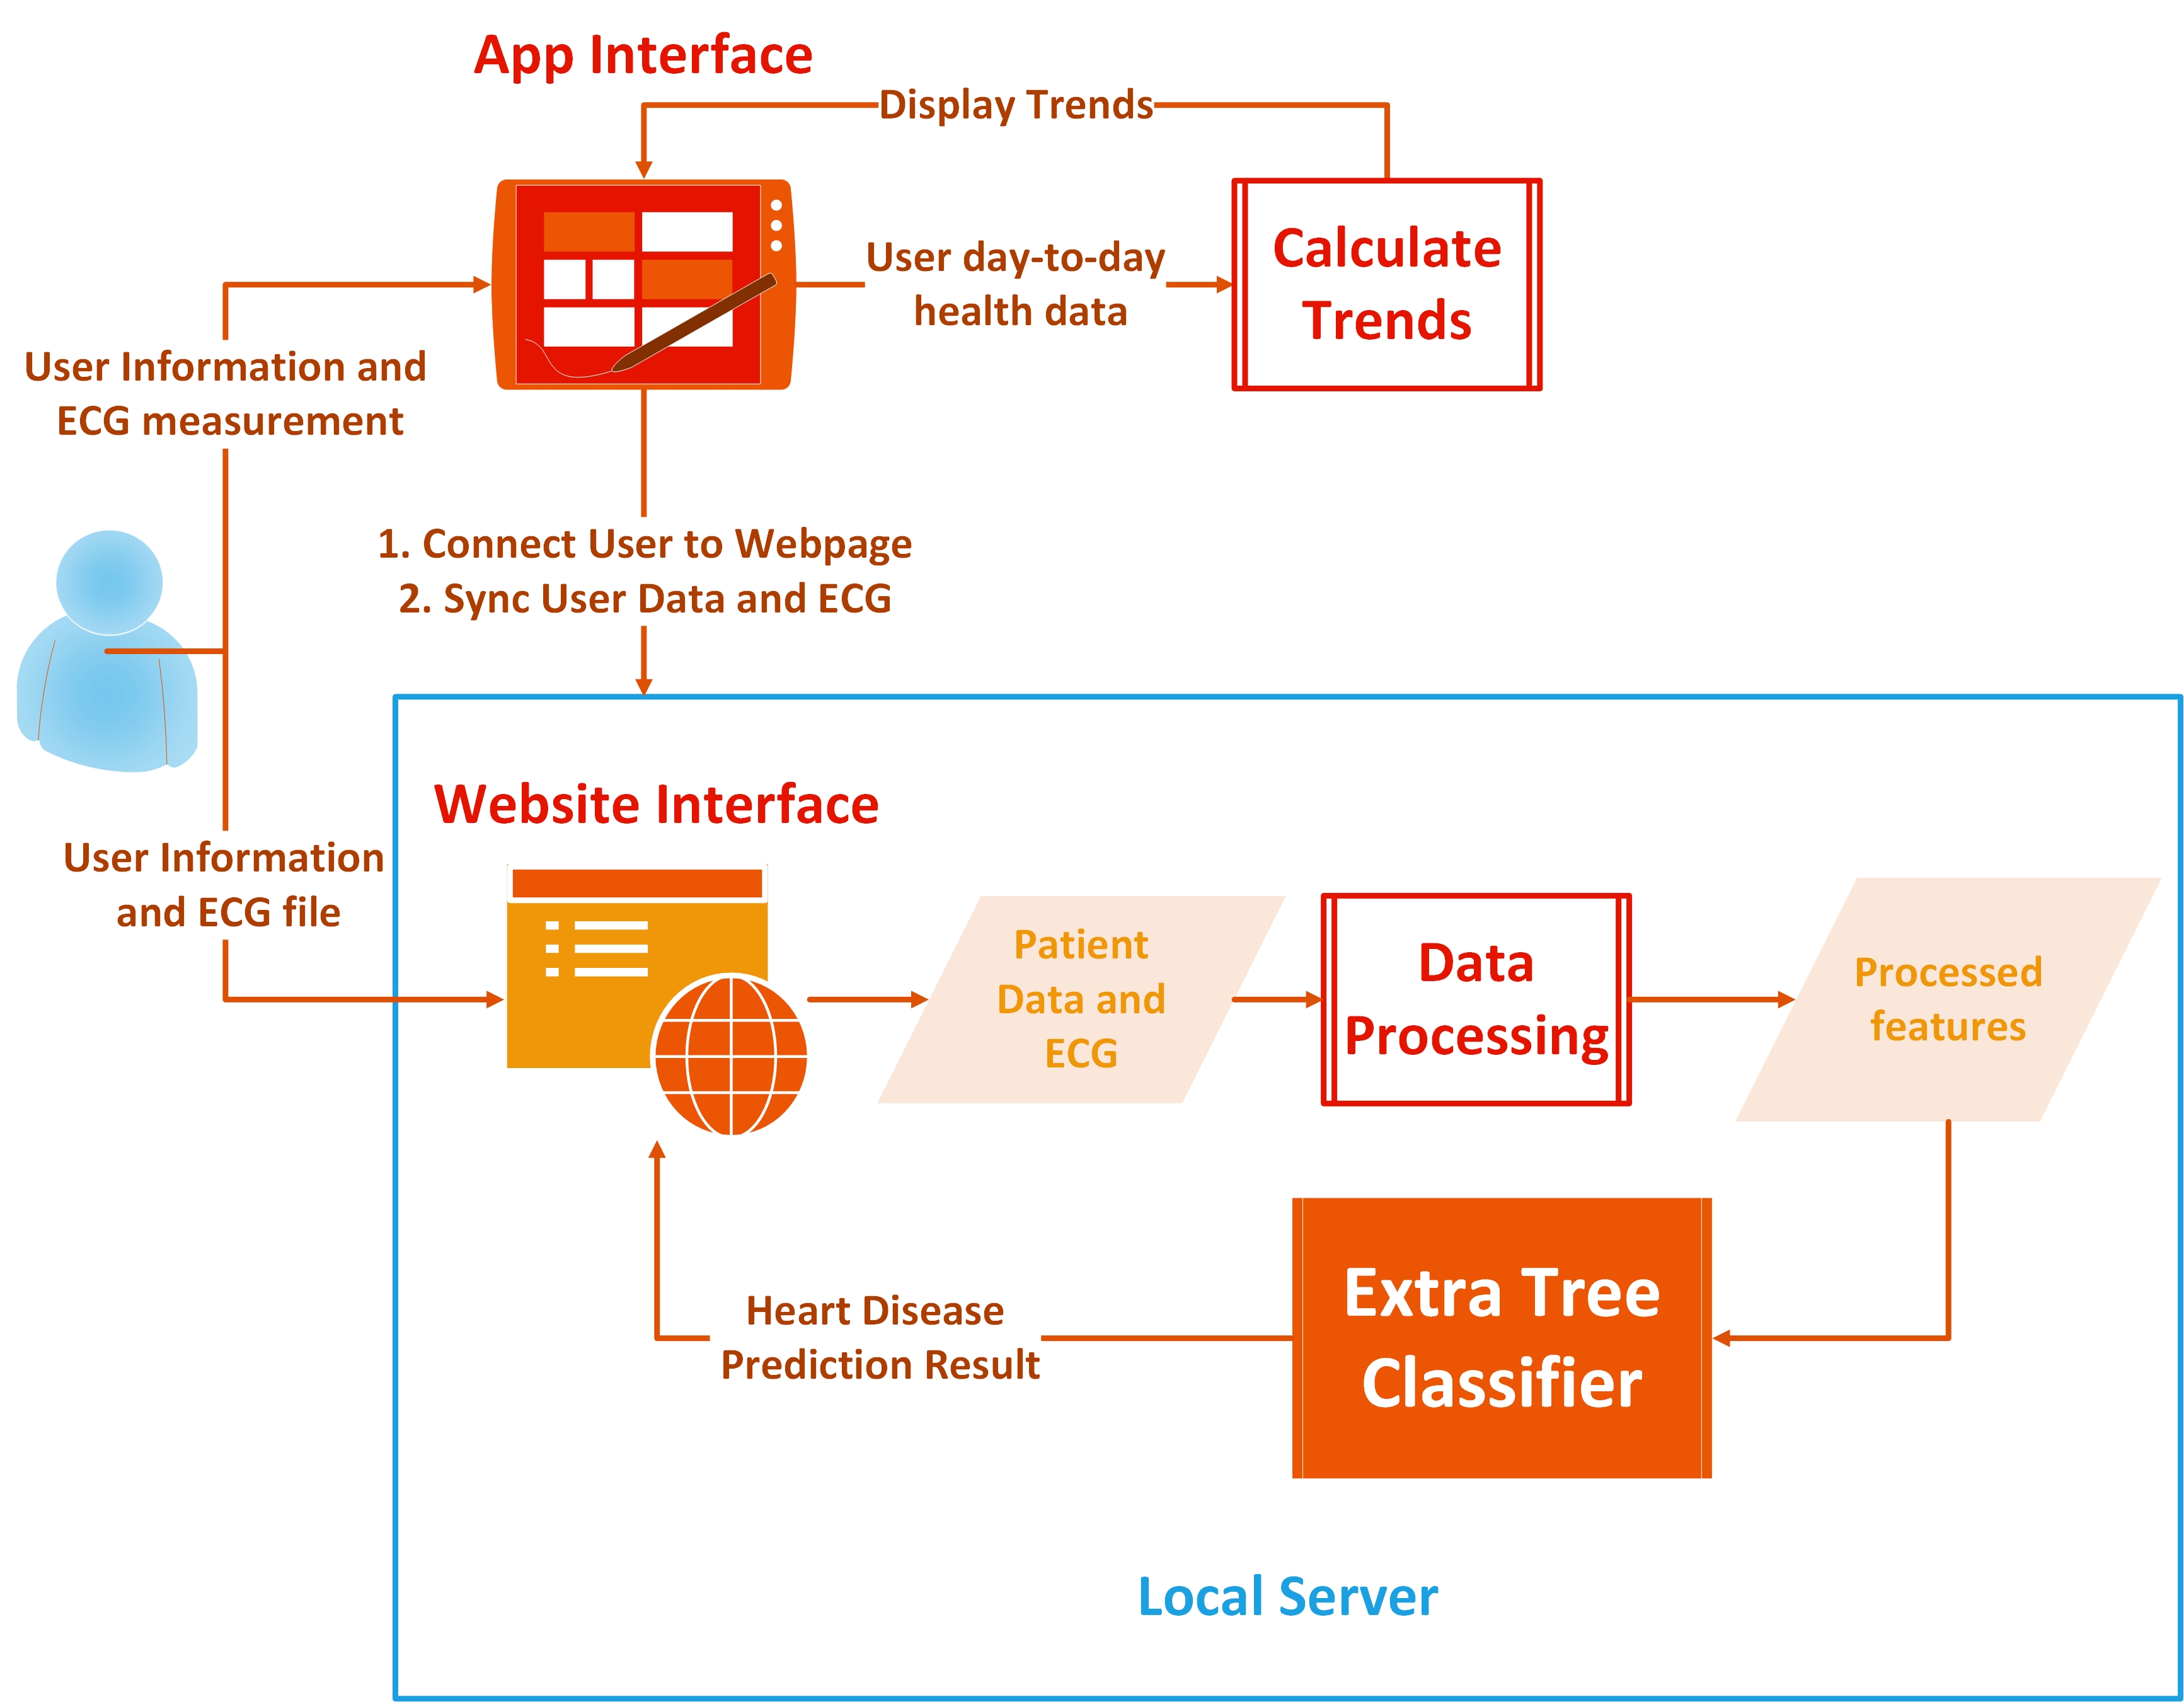 App Interface
Display Trends
User day-to-day
health data
Calculate
Trends
User Information and
ECG measurement
1. Connect User to Webpage
2. Sync User Data and ECG
Website Interface
User Information
and ECG file
Patient
Data and
ECG
Data
Processing
Processed
features
Extra Tree
Classifier
Heart Disease
Prediction Result
Local Server